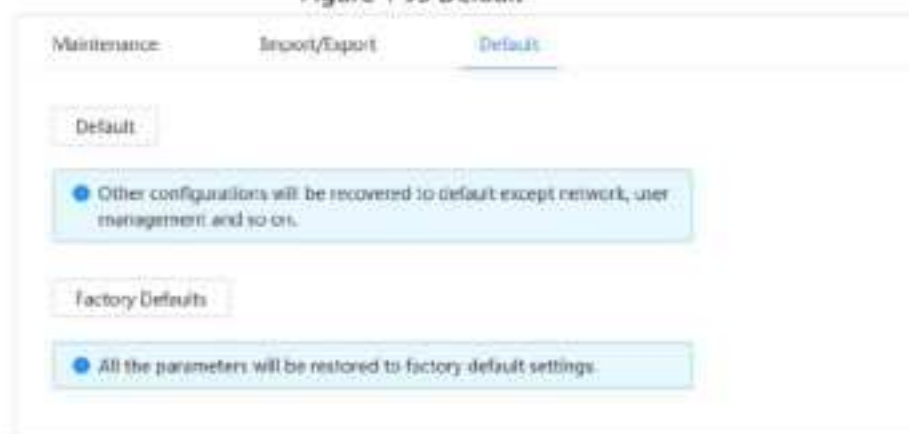 Default
Maintenance Import/Export Default
Default
Other configurations will be recovered to default except network, user
management and so on.
Factory Defaults
All the parameters will be restored to factory default settings.